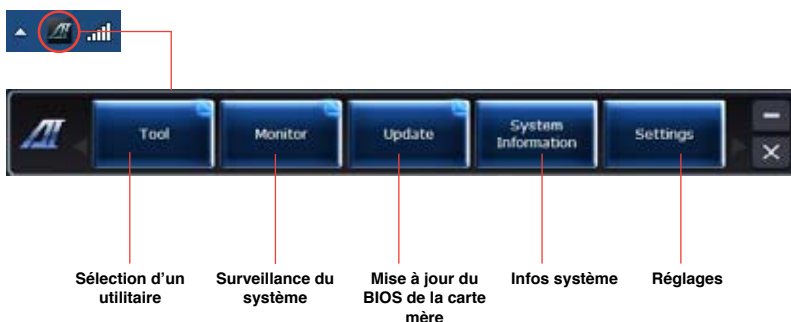 Tool
Monitor
Update
System
Information
Settings
Sélection d'un
utilitaire
Surveillance du
système
Mise à jour du
BIOS de la carte
mère
Infos système
Réglages